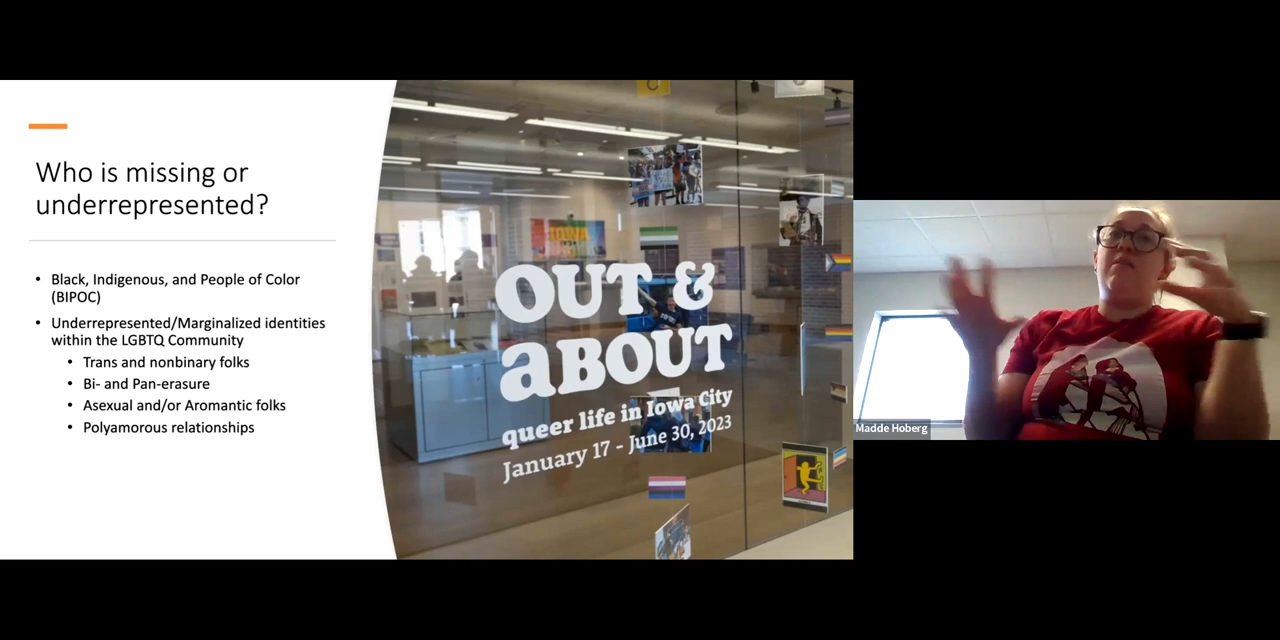 Who is missing or
underrepresented?
• Black, Indigenous, and People of Color
(BIPOC)
• Underrepresented/Marginalized identities
within the LGBTQ Community
• Trans and nonbinary folks
• Bi- and Pan-erasure
• Asexual and/or Aromantic folks
• Polyamorous relationships
IOWA
OUT &
aBOUT
queer life in Iowa City
January 17 - June 30, 2023
Madde Hoberg